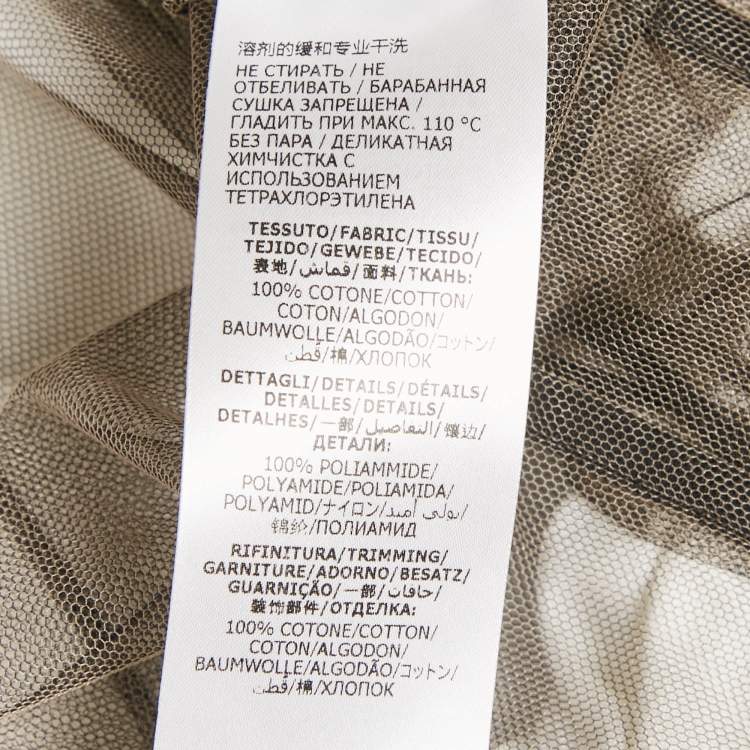 溶剂的缓和专业干洗
НЕ СТИРАТЬ / НЕ
ОТБЕЛИВАТЬ / БАРАБАННАЯ
СУШКА ЗАПРЕЩЕНА /
ГЛАДИТЬ ПРИ МАКС. 110 °C
БЕЗ ПАРА / ДЕЛИКАТНАЯ
ХИМЧИСТКА С
ИСПОЛЬЗОВАНИЕМ
ТЕТРАХЛОРЭТИЛЕНА
TESSUTO/FABRIC/TISSU/
TEJIDO/GEWEBE/TECIDO/
表地/قماش/面料/ТКАНЬ:
100% COTONE/COTTON/
COTON/ALGODON/
BAUMWOLLE/ALGODÃO/コットン/
قطن/棉/ХЛОПОК
DETTAGLI/DETAILS/DÉTAILS/
DETALLES/DETAILS/
DETALHES/一部/التفاصيل/镶边/
ДЕТАЛИ:
100% POLIAMMIDE/
POLYAMIDE/POLIAMIDA/
POLYAMID/ナイロン/بولي أميد/
锦纶/ПОЛИАМИД
RIFINITURA/TRIMMING/
GARNITURE/ADORNO/BESATZ/
GUARNIÇÃO/一部/حافات/
装饰部件/ОТДЕЛКА:
100% COTONE/COTTON/
COTON/ALGODON/
BAUMWOLLE/ALGODÃO/コットン/
قطن/棉/ХЛОПОК